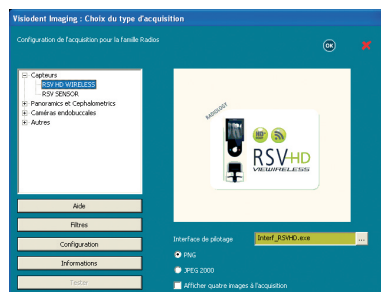 Visiodent Imaging : Choix du type d'acquisition
Configuration de l'acquisition pour la famille Radios
OK
Capteurs
RSV HD WIRELESS
RSV SENSOR
Panoramics et Cephalometrics
Caméras endobuccales
Autres
RADIOLOGY
HD
RSV-HD
VIEWIRELESS
Aide
Filtres
Configuration
Informations
Tester
Interface de pilotage
Interf_RSVHD.exe
...
PNG
JPEG 2000
Afficher quatre images à l'acquisition